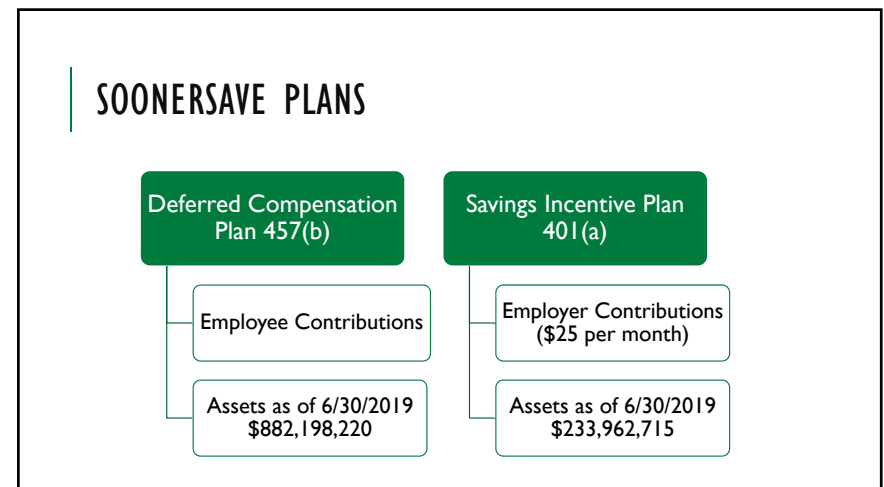 SOONERSAVE PLANS
Deferred Compensation
Plan 457(b)
Employee Contributions
Assets as of 6/30/2019
$882,198,220
Savings Incentive Plan
401(a)
Employer Contributions
($25 per month)
Assets as of 6/30/2019
$233,962,715